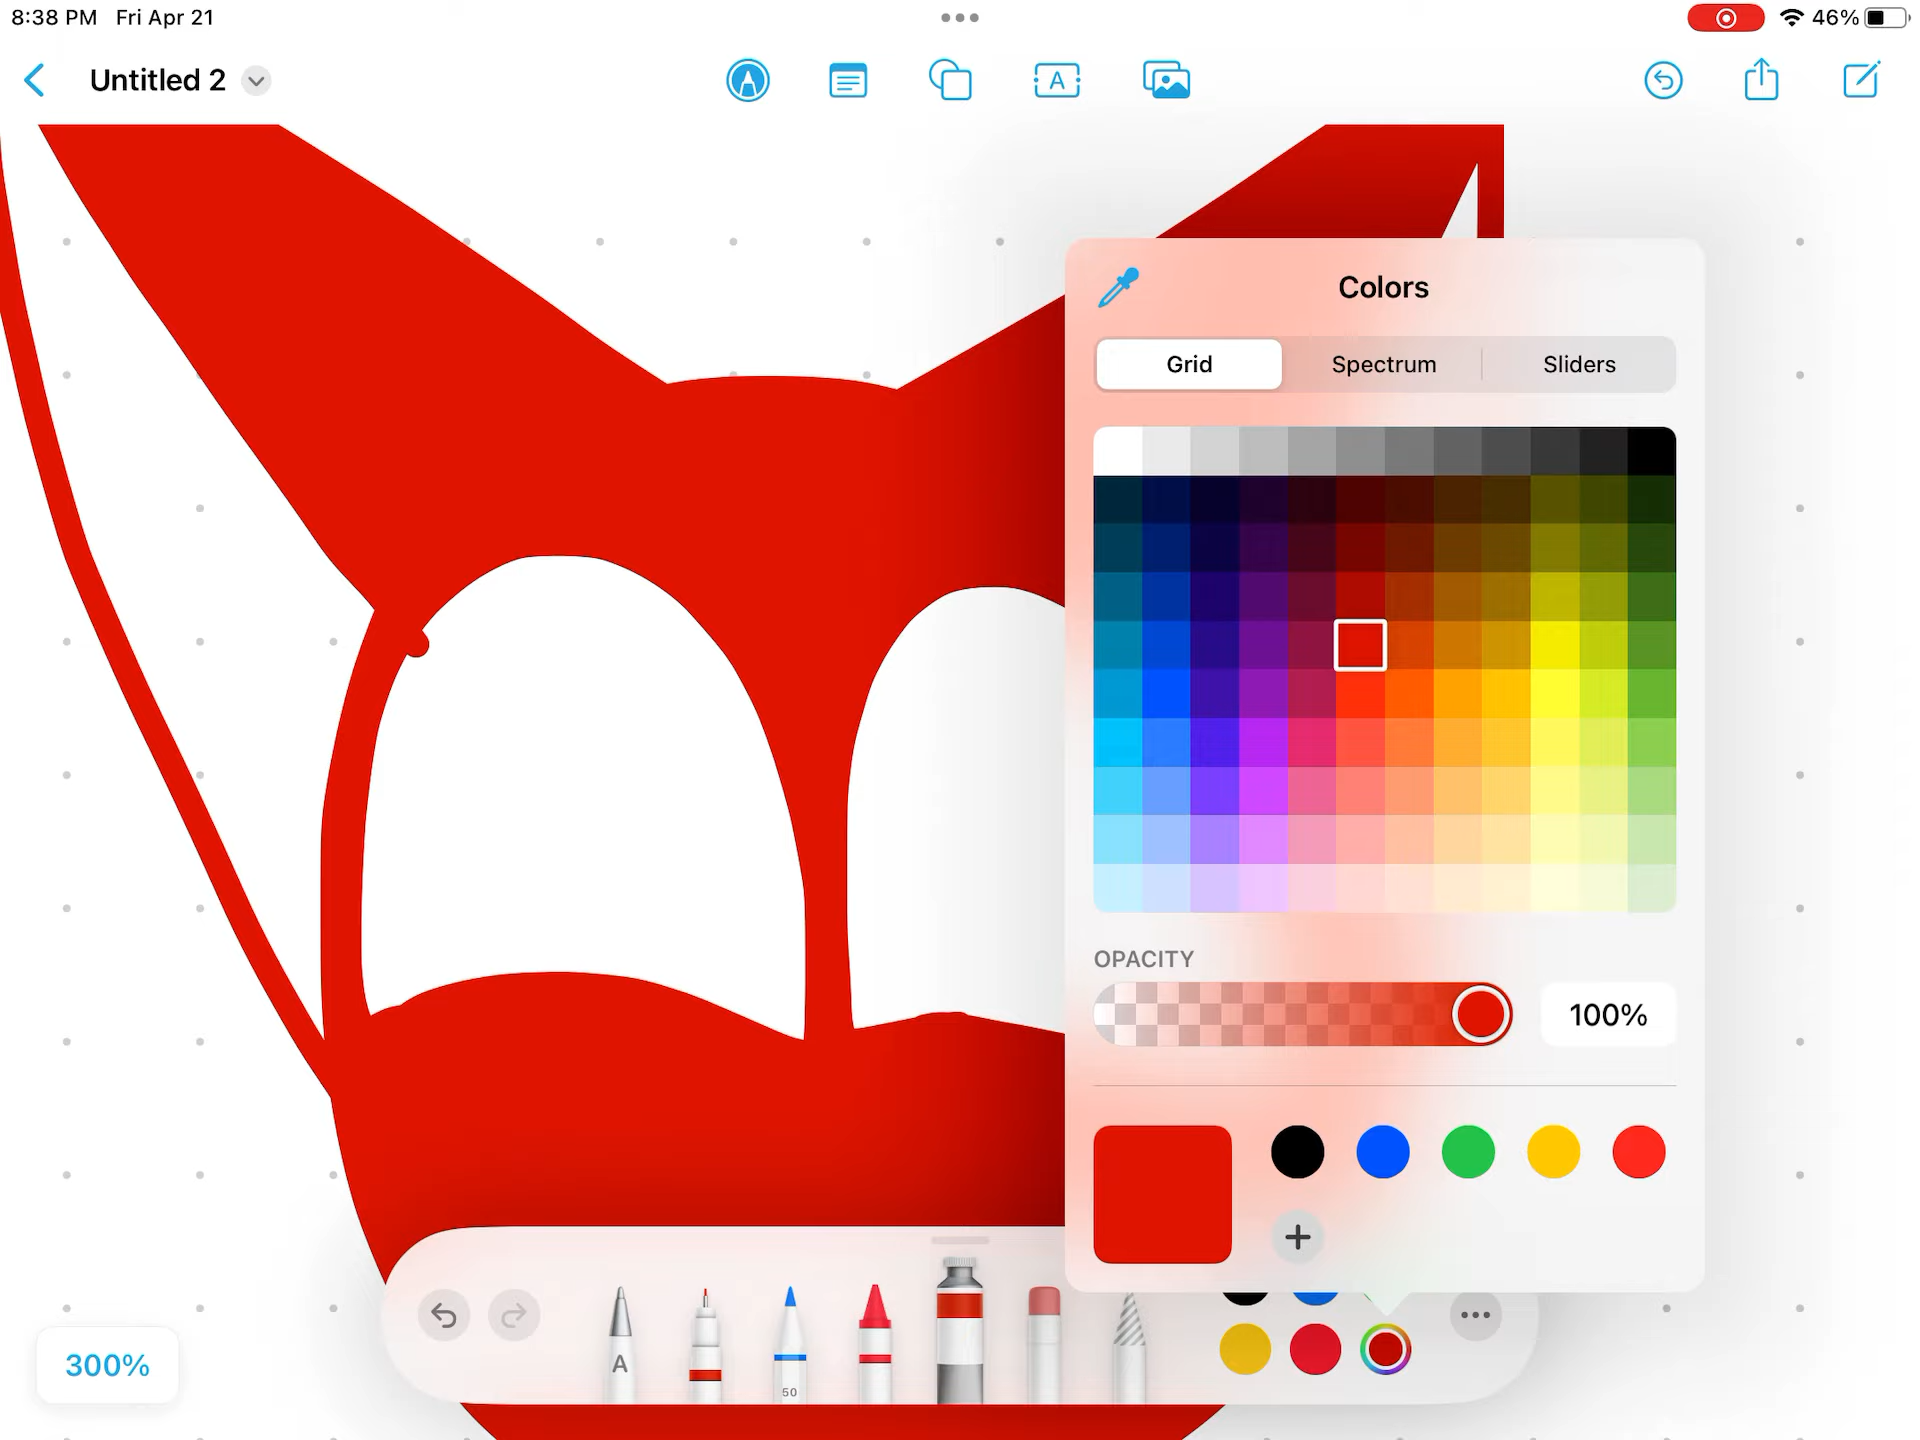 8:38 PM Fri Apr 21
46%
Untitled 2
A
Colors
Grid
Spectrum
Sliders
OPACITY
100%
A
50
300%